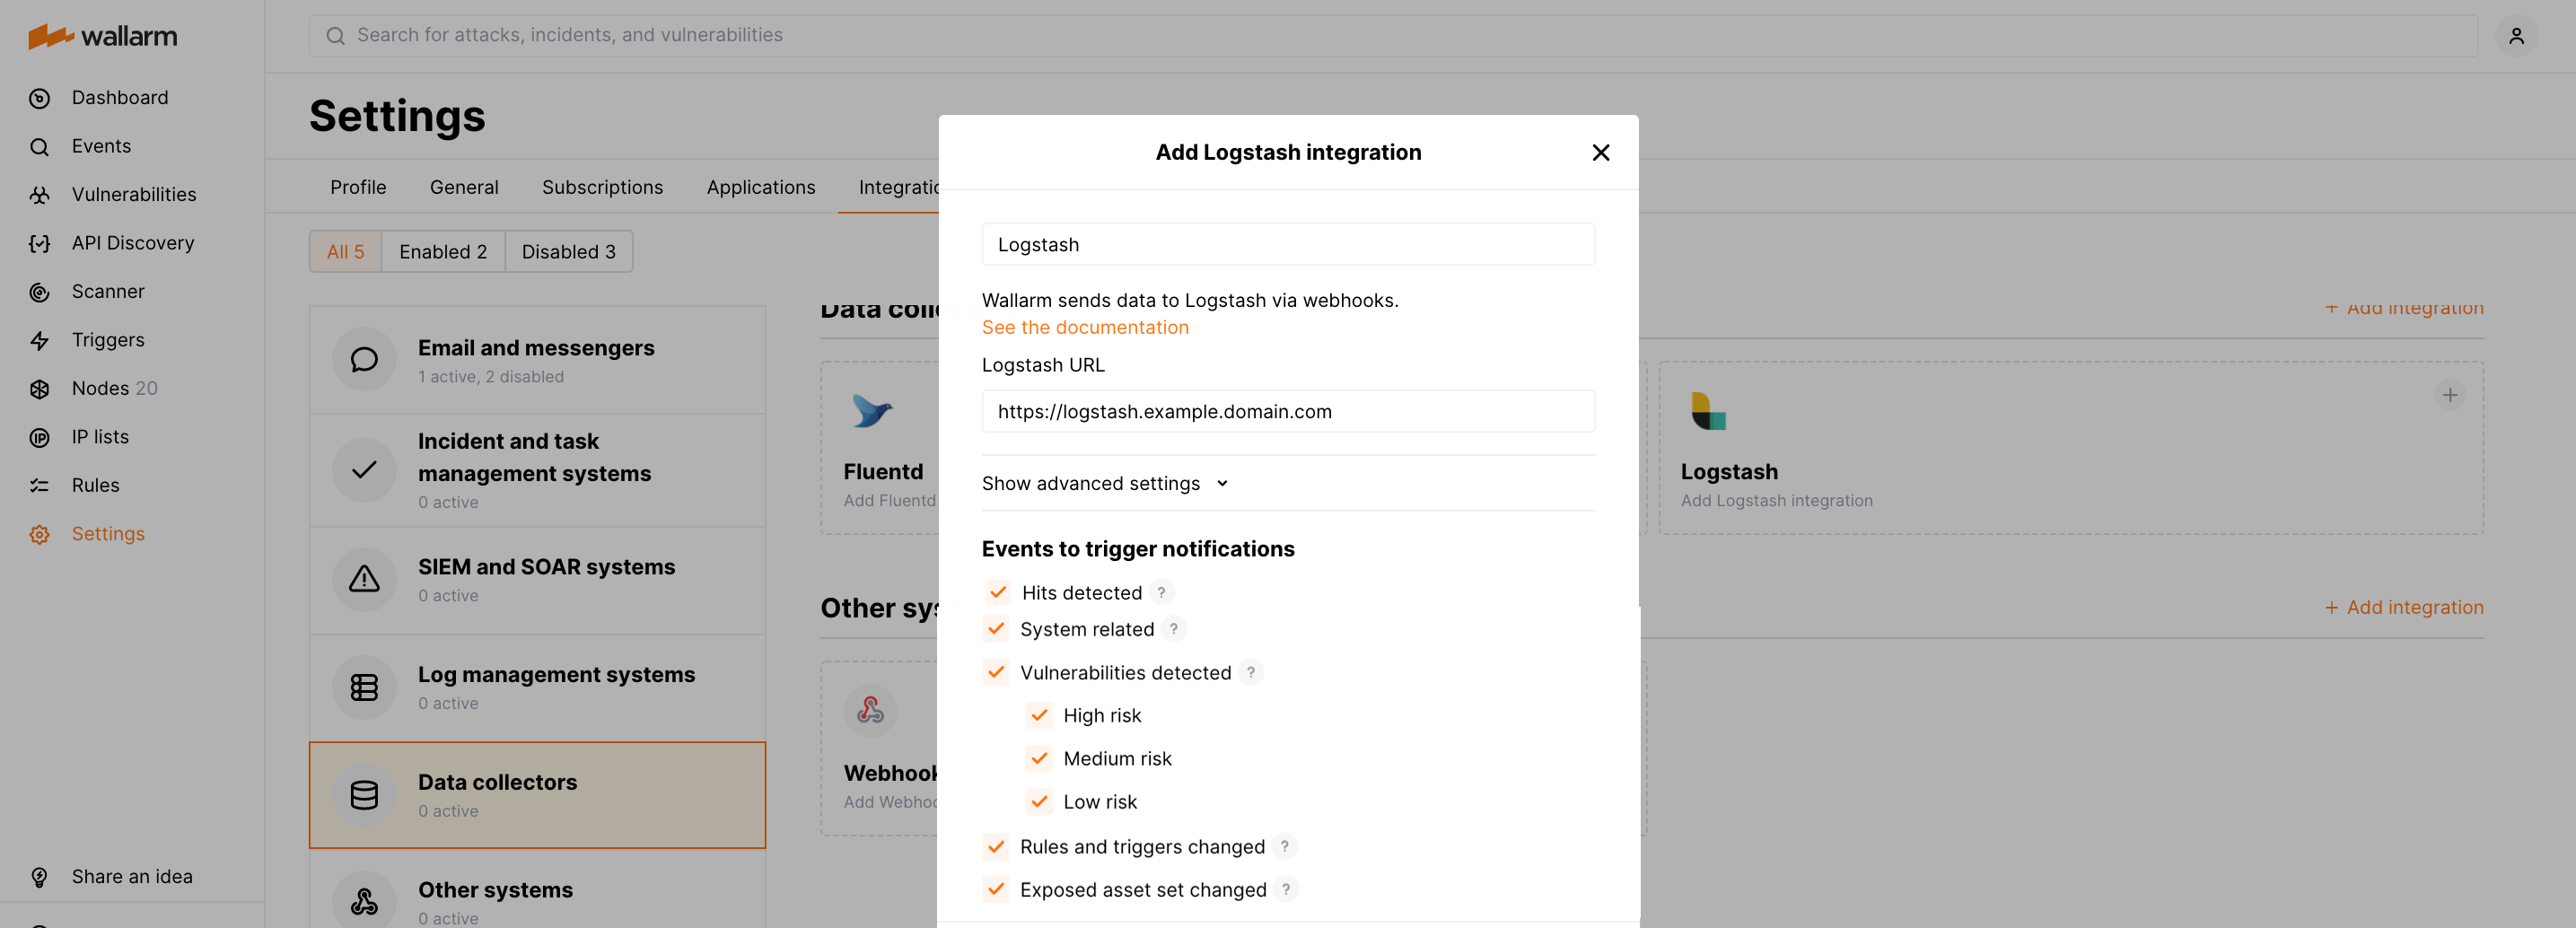 wallarm
Search for attacks, incidents, and vulnerabilities
Dashboard
Events
Vulnerabilities
API Discovery
Scanner
Triggers
Nodes 20
IP lists
Rules
Settings
Share an idea
Settings
Profile General Subscriptions Applications
All 5 Enabled 2 Disabled 3
Email and messengers
1 active, 2 disabled
Incident and task
management systems
0 active
SIEM and SOAR systems
0 active
Log management systems
0 active
Data collectors
0 active
Other systems
0 active
+ Add integration
Fluentd
Add Fluentd
Logstash
Add Logstash integration
Other
+ Add integration
Add
Add Logstash integration
Logstash
Wallarm sends data to Logstash via webhooks.
See the documentation
Logstash URL
https://logstash.example.domain.com
Show advanced settings
Events to trigger notifications
Hits detected ?
System related ?
Vulnerabilities detected ?
High risk
Medium risk
Low risk
Rules and triggers changed ?
Exposed asset set changed ?